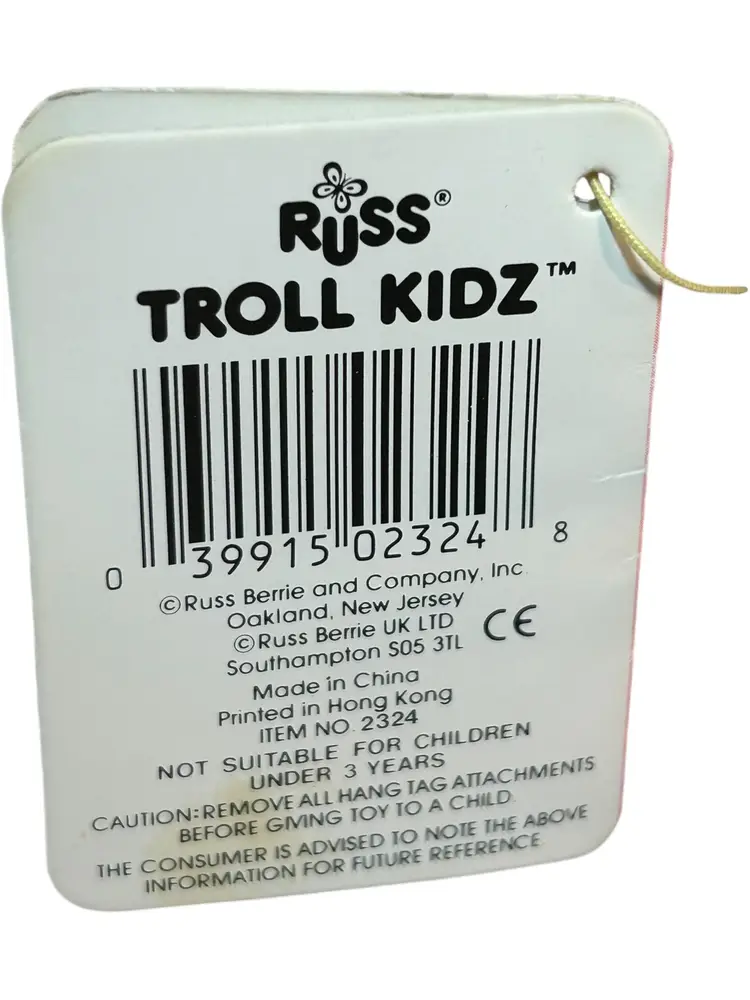 RUSS®
TROLL KIDZ™
0 39915 02324 8
©Russ Berrie and Company, Inc.
Oakland, New Jersey
©Russ Berrie UK LTD
Southampton S05 3TL CE
Made in China
Printed in Hong Kong
ITEM NO. 2324
NOT SUITABLE FOR CHILDREN
UNDER 3 YEARS
CAUTION:REMOVE ALL HANG TAG ATTACHMENTS
BEFORE GIVING TOY TO A CHILD.
THE CONSUMER IS ADVISED TO NOTE THE ABOVE
INFORMATION FOR FUTURE REFERENCE.